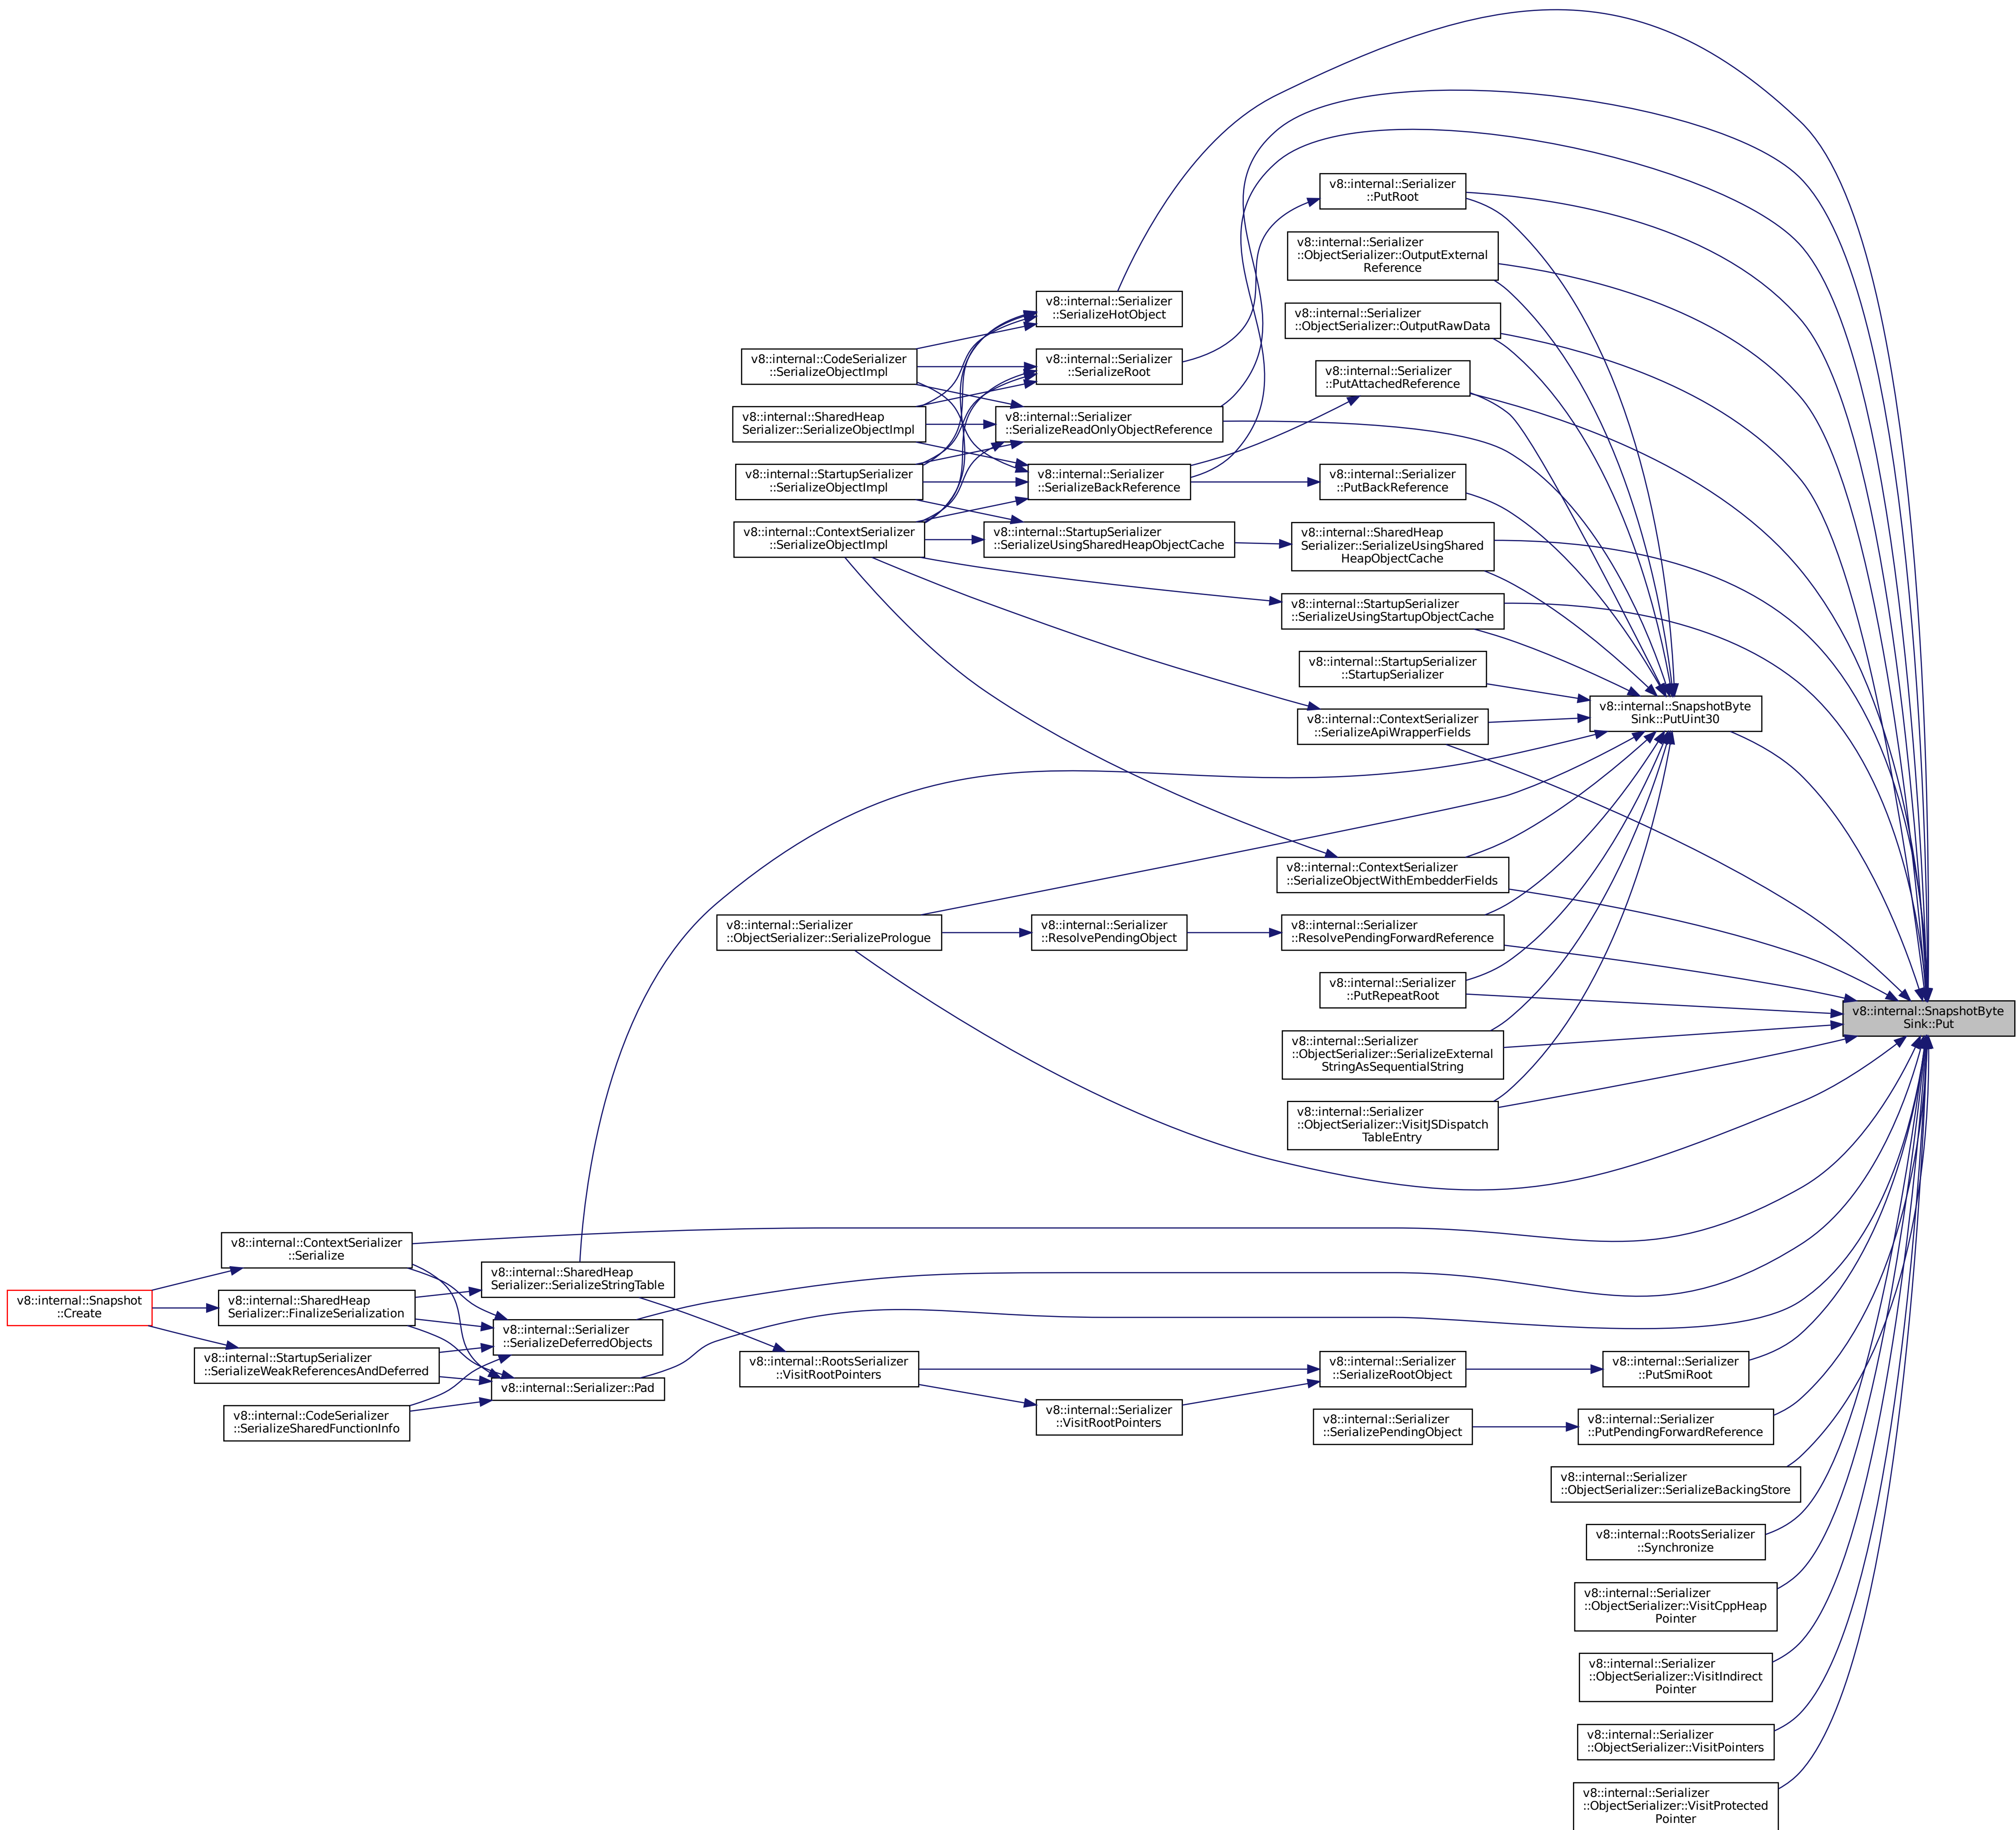 v8::internal::Serializer
::PutRoot
v8::internal::Serializer
::ObjectSerializer::OutputExternal
Reference
v8::internal::Serializer
::SerializeHotObject
v8::internal::Serializer
::ObjectSerializer::OutputRawData
v8::internal::CodeSerializer
::SerializeObjectImpl
v8::internal::Serializer
::SerializeRoot
v8::internal::Serializer
::PutAttachedReference
v8::internal::SharedHeap
Serializer::SerializeObjectImpl
v8::internal::Serializer
::SerializeReadOnlyObjectReference
v8::internal::StartupSerializer
::SerializeObjectImpl
v8::internal::Serializer
::SerializeBackReference
v8::internal::Serializer
::PutBackReference
v8::internal::ContextSerializer
::SerializeObjectImpl
v8::internal::StartupSerializer
::SerializeUsingSharedHeapObjectCache
v8::internal::SharedHeap
Serializer::SerializeUsingShared
HeapObjectCache
v8::internal::StartupSerializer
::SerializeUsingStartupObjectCache
v8::internal::StartupSerializer
::StartupSerializer
v8::internal::SnapshotByte
Sink::PutUint30
v8::internal::ContextSerializer
::SerializeApiWrapperFields
v8::internal::ContextSerializer
::SerializeObjectWithEmbedderFields
v8::internal::Serializer
::ObjectSerializer::SerializePrologue
v8::internal::Serializer
::ResolvePendingObject
v8::internal::Serializer
::ResolvePendingForwardReference
v8::internal::Serializer
::PutRepeatRoot
v8::internal::SnapshotByte
Sink::Put
v8::internal::Serializer
::ObjectSerializer::SerializeExternal
StringAsSequentialString
v8::internal::Serializer
::ObjectSerializer::VisitJSDispatch
TableEntry
v8::internal::ContextSerializer
::Serialize
v8::internal::SharedHeap
Serializer::SerializeStringTable
v8::internal::Snapshot
::Create
v8::internal::SharedHeap
Serializer::FinalizeSerialization
v8::internal::Serializer
::SerializeDeferredObjects
v8::internal::StartupSerializer
::SerializeWeakReferencesAndDeferred
v8::internal::Serializer::Pad
v8::internal::RootsSerializer
::VisitRootPointers
v8::internal::Serializer
::SerializeRootObject
v8::internal::Serializer
::PutSmiRoot
v8::internal::CodeSerializer
::SerializeSharedFunctionInfo
v8::internal::Serializer
::VisitRootPointers
v8::internal::Serializer
::SerializePendingObject
v8::internal::Serializer
::PutPendingForwardReference
v8::internal::Serializer
::ObjectSerializer::SerializeBackingStore
v8::internal::RootsSerializer
::Synchronize
v8::internal::Serializer
::ObjectSerializer::VisitCppHeap
Pointer
v8::internal::Serializer
::ObjectSerializer::VisitIndirect
Pointer
v8::internal::Serializer
::ObjectSerializer::VisitPointers
v8::internal::Serializer
::ObjectSerializer::VisitProtected
Pointer